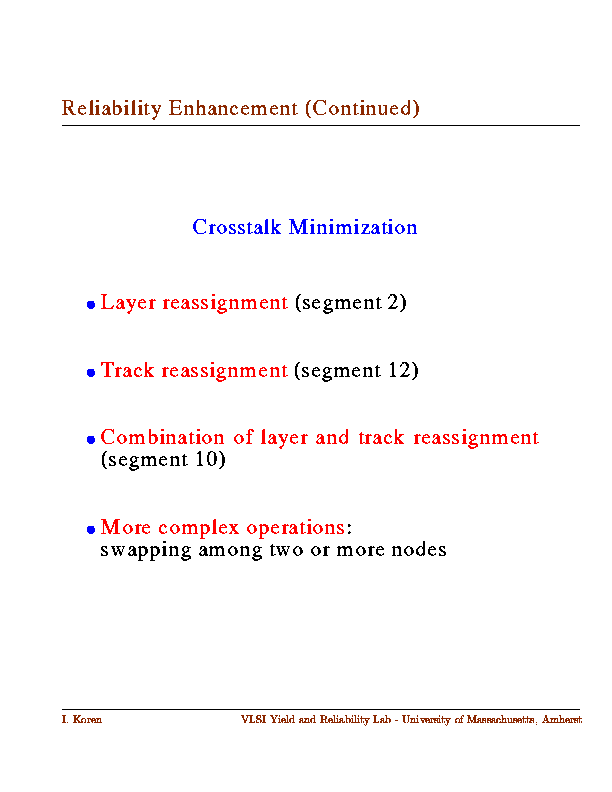 Reliability Enhancement (Continued)
Crosstalk Minimization
• Layer reassignment (segment 2)
• Track reassignment (segment 12)
• Combination of layer and track reassignment
(segment 10)
• More complex operations:
swapping among two or more nodes
I. Koren VLSI Yield and Reliability Lab - University of Massachusetts, Amherst